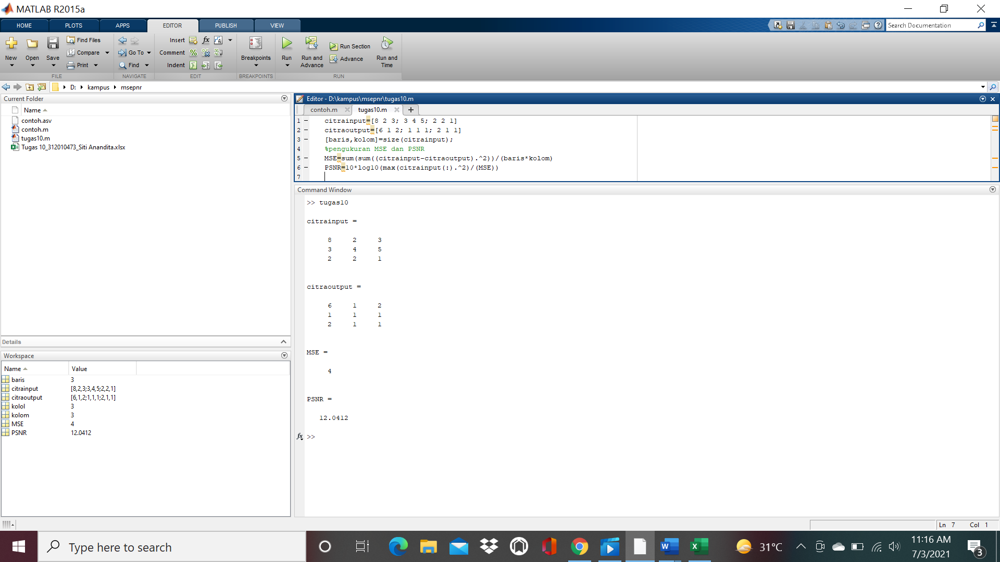 MATLAB R2015a
HOME PLOTS APPS EDITOR PUBLISH VIEW
Search Documentation
New Open Save Find Files Compare Print
FILE
Go To Find
NAVIGATE
Insert fx
Comment
Indent
EDIT
Breakpoints
BREAKPOINTS
Run Run and Advance Run Section Advance Run and Time
RUN
D: kampus msepnr
Current Folder
Name
contoh.asv
contoh.m
tugas10.m
Tugas 10_312010473_Siti Anandita.xlsx
Details
Workspace
Name Value
baris 3
citrainput [8,2,3;3,4,5;2,2,1]
citraoutput [6,1,2;1,1,1;2,1,1]
kolol 3
kolom 3
MSE 4
PSNR 12.0412
Editor - D:\kampus\msepnr\tugas10.m
contoh.m tugas10.m +
1 – citrainput=[8 2 3; 3 4 5; 2 2 1]
2 – citraoutput=[6 1 2; 1 1 1; 2 1 1]
3 – [baris,kolom]=size(citrainput);
4 %pengukuran MSE dan PSNR
5 – MSE=sum(sum((citrainput-citraoutput).^2))/(baris*kolom)
6 – PSNR=10*log10(max(citrainput(:).^2)/(MSE))
7
Command Window
>> tugas10
citrainput =
8 2 3
3 4 5
2 2 1
citraoutput =
6 1 2
1 1 1
2 1 1
MSE =
4
PSNR =
12.0412
fx >>
Ln 7 Col 1
Type here to search
31°C
11:16 AM
7/3/2021
3